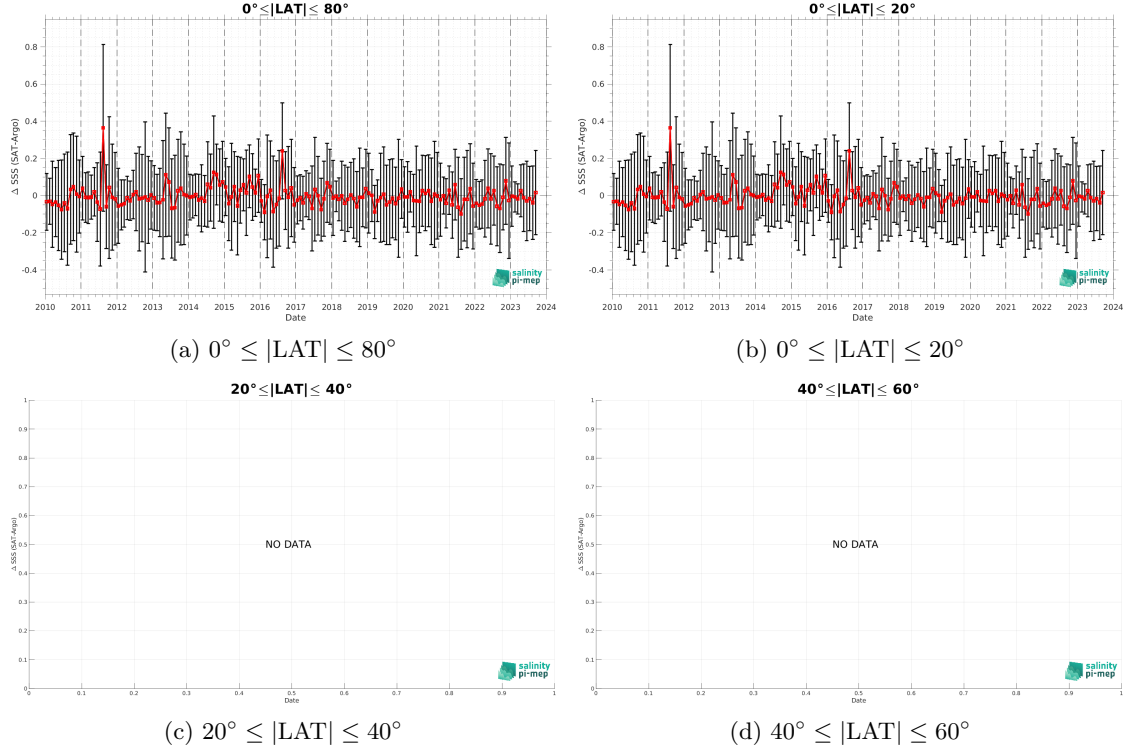 0°≤|LAT|≤ 80°
Δ SSS (SAT-Argo)
0.8
0.6
0.4
0.2
0
-0.2
-0.4
2010 2011 2012 2013 2014 2015 2016 2017 2018 2019 2020 2021 2022 2023 2024
Date
salinity
pi-mep
(a) 0° ≤ |LAT| ≤ 80°
0°≤|LAT|≤ 20°
Δ SSS (SAT-Argo)
0.8
0.6
0.4
0.2
0
-0.2
-0.4
2010 2011 2012 2013 2014 2015 2016 2017 2018 2019 2020 2021 2022 2023 2024
Date
salinity
pi-mep
(b) 0° ≤ |LAT| ≤ 20°
20°≤|LAT|≤ 40°
Δ SSS (SAT-Argo)
1
0.9
0.8
0.7
0.6
0.5
0.4
0.3
0.2
0.1
0
NO DATA
0 0.1 0.2 0.3 0.4 0.5 0.6 0.7 0.8 0.9 1
Date
salinity
pi-mep
(c) 20° ≤ |LAT| ≤ 40°
40°≤|LAT|≤ 60°
Δ SSS (SAT-Argo)
1
0.9
0.8
0.7
0.6
0.5
0.4
0.3
0.2
0.1
0
NO DATA
0 0.1 0.2 0.3 0.4 0.5 0.6 0.7 0.8 0.9 1
Date
salinity
pi-mep
(d) 40° ≤ |LAT| ≤ 60°